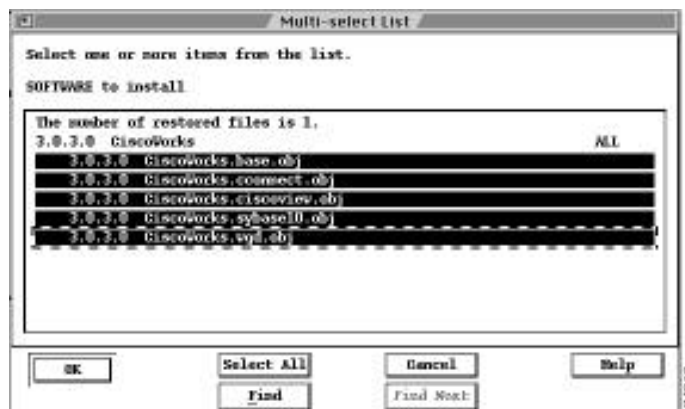 Multi-select List
Select one or more items from the list.
SOFTWARE to install
The number of restored files is 1.
3.0.3.0 CiscoWorks ALL
3.0.3.0 CiscoWorks.base.obj
3.0.3.0 CiscoWorks.connect.obj
3.0.3.0 CiscoWorks.ciscoview.obj
3.0.3.0 CiscoWorks.sybase10.obj
3.0.3.0 CiscoWorks.wgd.obj
OK Select All Cancel Help
Find Find Next